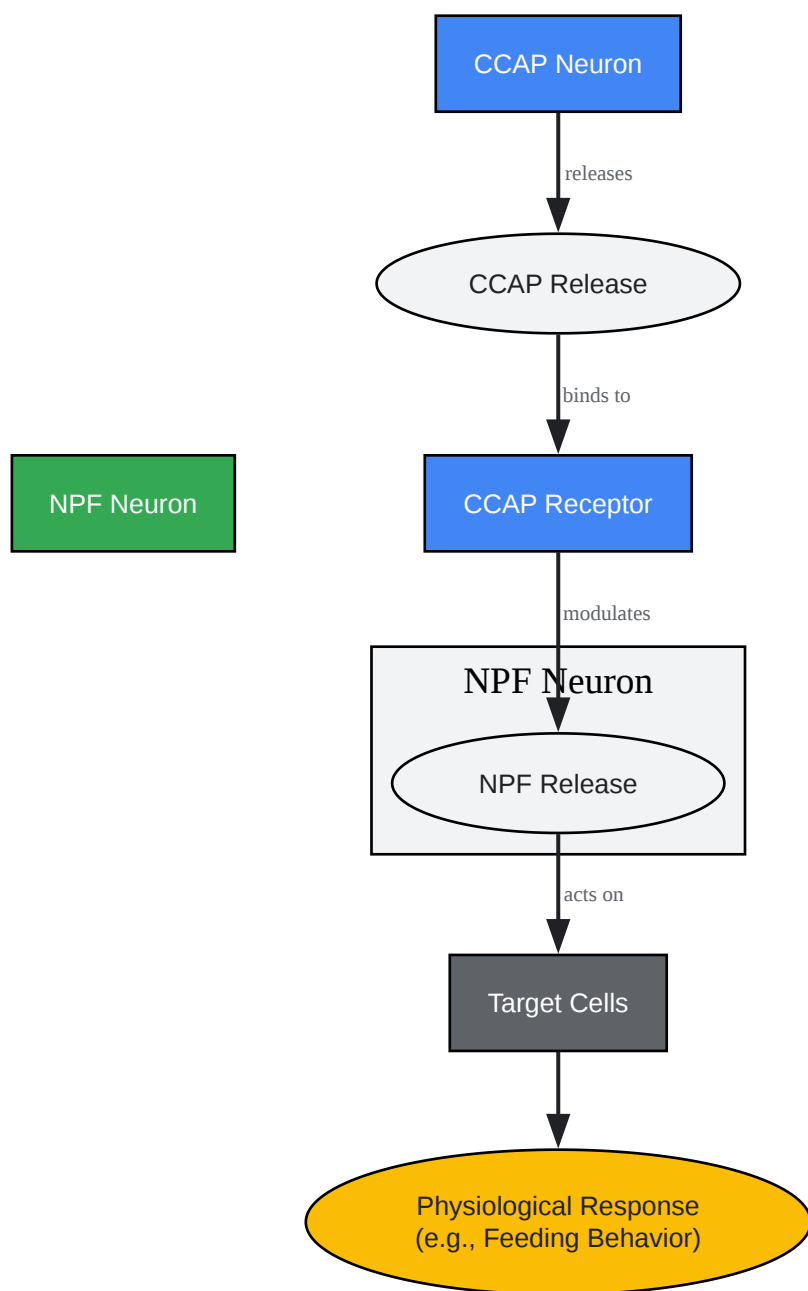 CCAP Neuron
releases
CCAP Release
binds to
NPF Neuron
CCAP Receptor
modulates
NPF Neuron
NPF Release
acts on
Target Cells
Physiological Response
(e.g., Feeding Behavior)